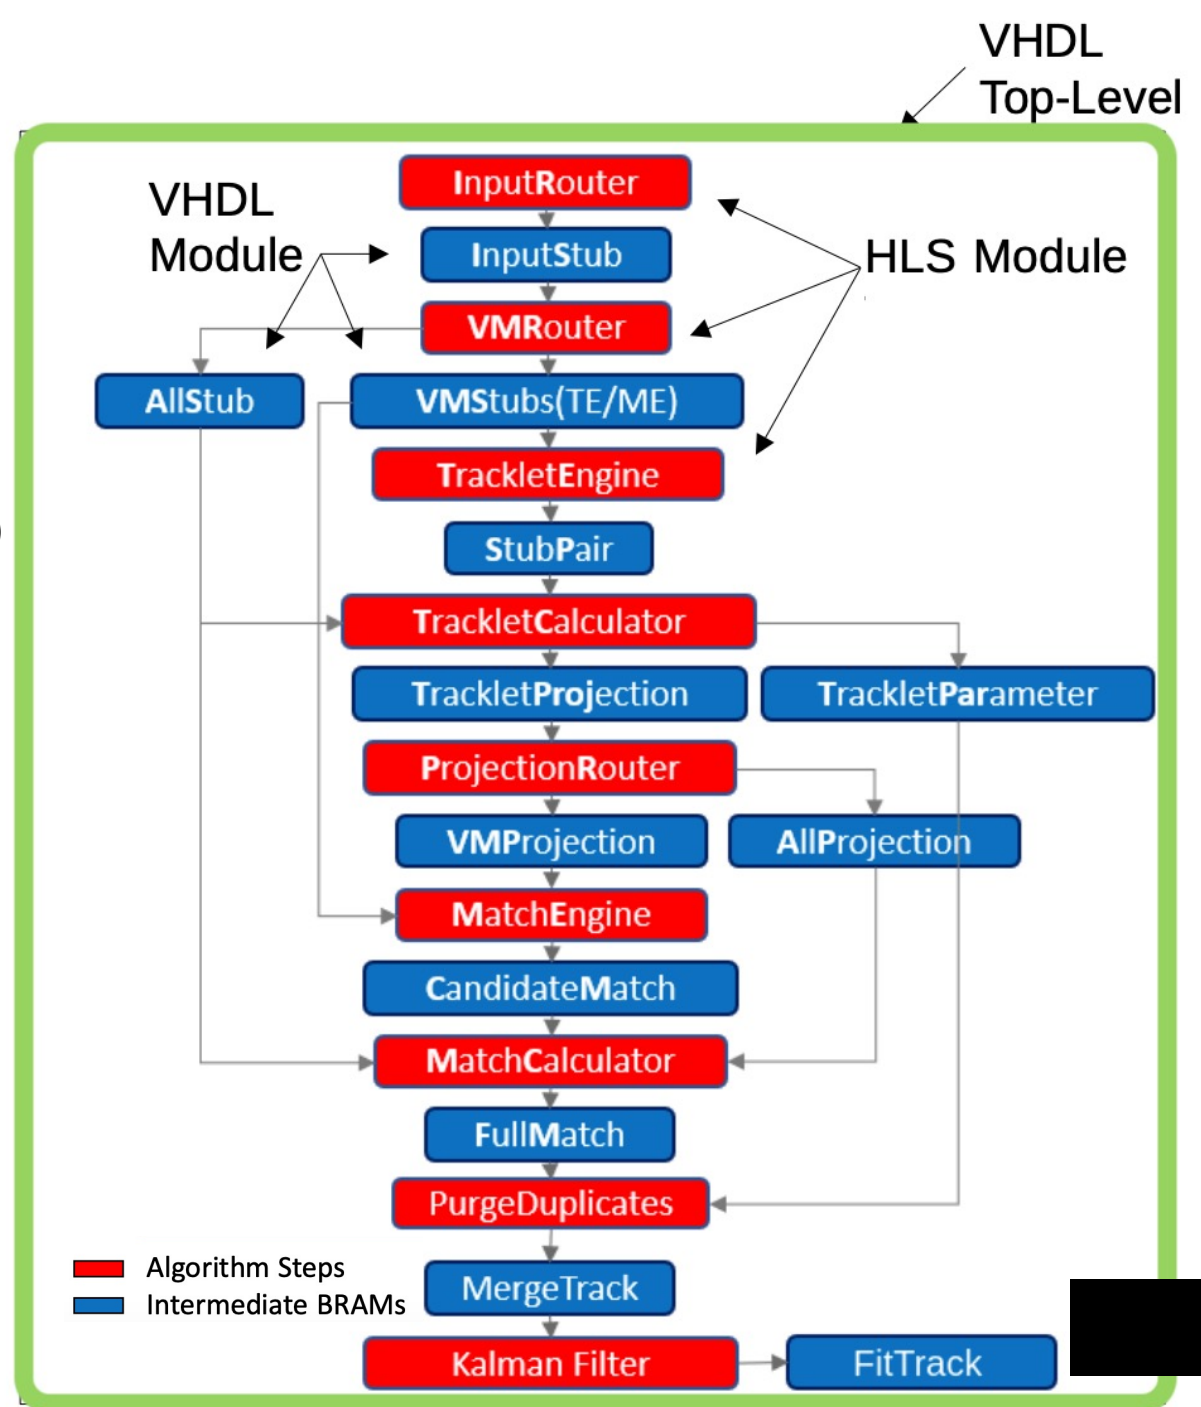 VHDL
Top-Level
InputRouter
VHDL
Module
InputStub
HLS Module
VMRouter
AllStub
VMStubs(TE/ME)
TrackletEngine
StubPair
TrackletCalculator
TrackletProjection
TrackletParameter
ProjectionRouter
VMProjection
AllProjection
MatchEngine
CandidateMatch
MatchCalculator
FullMatch
PurgeDuplicates
Algorithm Steps
MergeTrack
Intermediate BRAMs
Kalman Filter
FitTrack